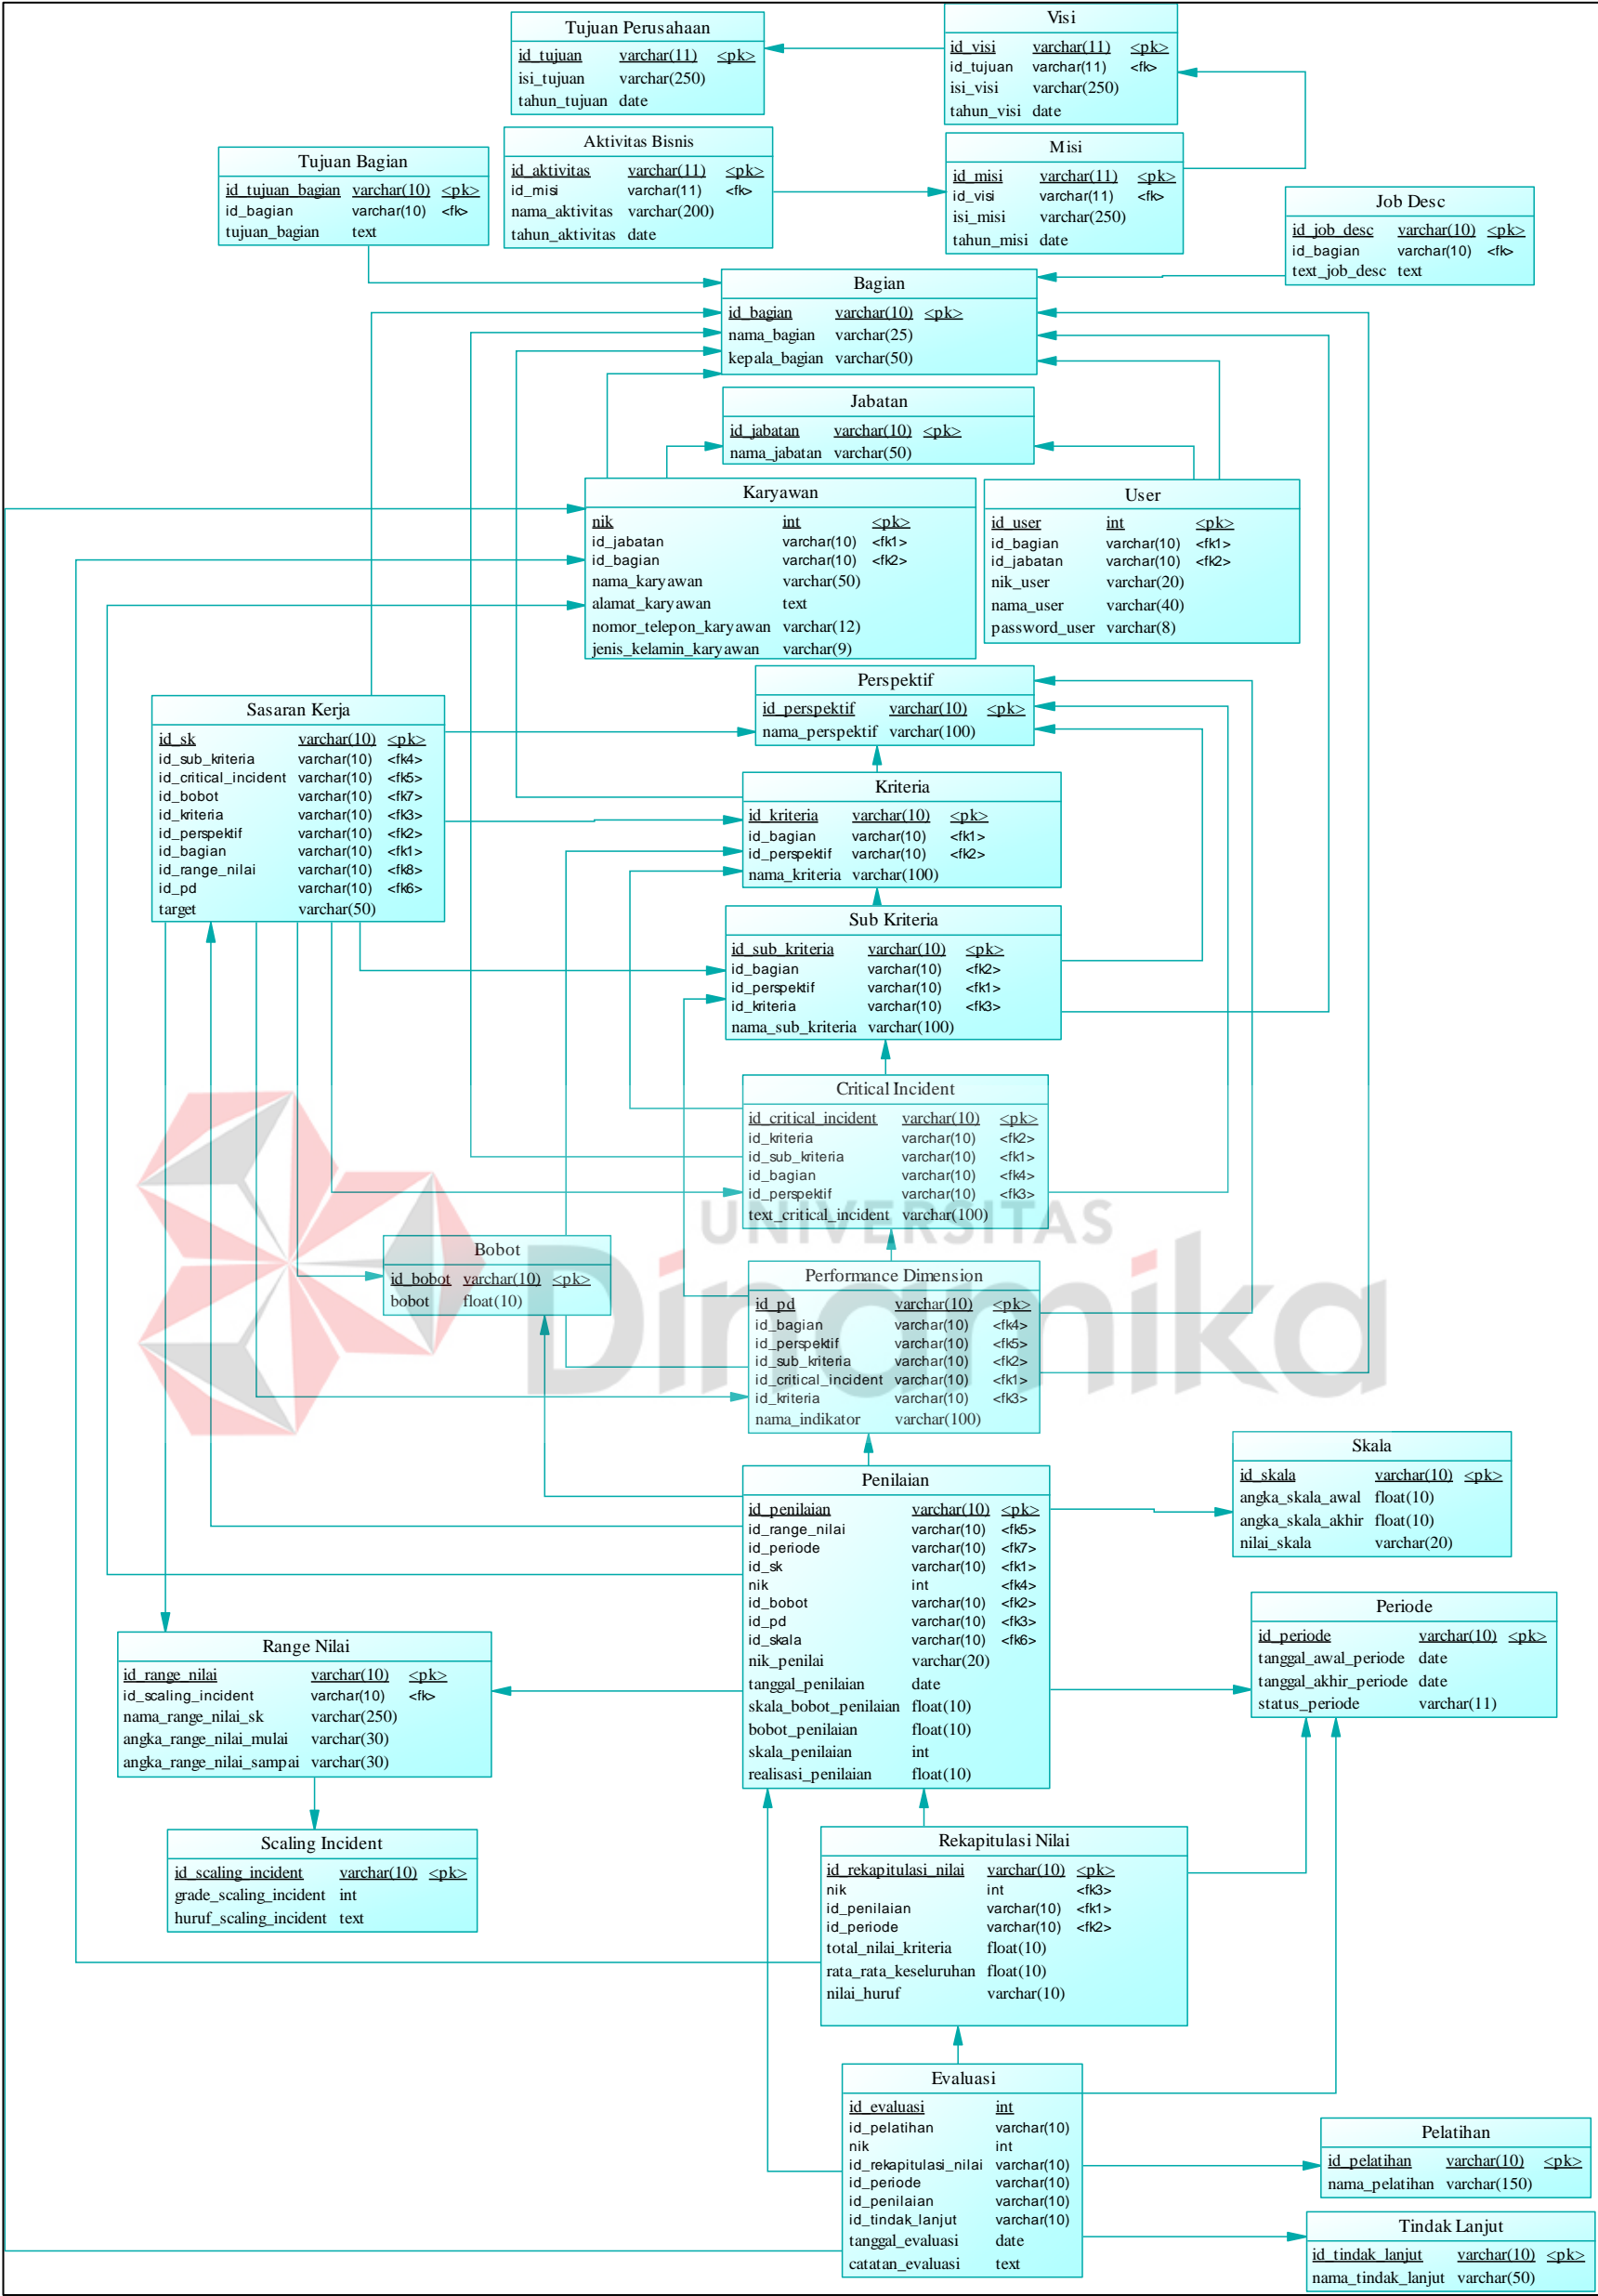 Tujuan Perusahaan
id_tujuan varchar(11) <pk>
isi_tujuan varchar(250)
tahun_tujuan date
Visi
id_visi varchar(11) <pk>
id_tujuan varchar(11) <fk>
isi_visi varchar(250)
tahun_visi date
Tujuan Bagian
id_tujuan_bagian varchar(10) <pk>
id_bagian varchar(10) <fk>
tujuan_bagian text
Aktivitas Bisnis
id_aktivitas varchar(11) <pk>
id_misi varchar(11) <fk>
nama_aktivitas varchar(200)
tahun_aktivitas date
Misi
id_misi varchar(11) <pk>
id_visi varchar(11) <fk>
isi_misi varchar(250)
tahun_misi date
Job Desc
id_job_desc varchar(10) <pk>
id_bagian varchar(10) <fk>
text_job_desc text
Bagian
id_bagian varchar(10) <pk>
nama_bagian varchar(25)
kepala_bagian varchar(50)
Jabatan
id_jabatan varchar(10) <pk>
nama_jabatan varchar(50)
Karyawan
nik int <pk>
id_jabatan varchar(10) <fk1>
id_bagian varchar(10) <fk2>
nama_karyawan varchar(50)
alamat_karyawan text
nomor_telepon_karyawan varchar(12)
jenis_kelamin_karyawan varchar(9)
User
id_user int <pk>
id_bagian varchar(10) <fk1>
id_jabatan varchar(10) <fk2>
nik_user varchar(20)
nama_user varchar(40)
password_user varchar(8)
Perspektif
id_perspektif varchar(10) <pk>
nama_perspektif varchar(100)
Sasaran Kerja
id_sk varchar(10) <pk>
id_sub_kriteria varchar(10) <fk4>
id_critical_incident varchar(10) <fk5>
id_bobot varchar(10) <fk7>
id_kriteria varchar(10) <fk3>
id_perspektif varchar(10) <fk2>
id_bagian varchar(10) <fk1>
id_range_nilai varchar(10) <fk8>
id_pd varchar(10) <fk6>
target varchar(50)
Kriteria
id_kriteria varchar(10) <pk>
id_bagian varchar(10) <fk1>
id_perspektif varchar(10) <fk2>
nama_kriteria varchar(100)
Sub Kriteria
id_sub_kriteria varchar(10) <pk>
id_bagian varchar(10) <fk2>
id_perspektif varchar(10) <fk1>
id_kriteria varchar(10) <fk3>
nama_sub_kriteria varchar(100)
Critical Incident
id_critical_incident varchar(10) <pk>
id_kriteria varchar(10) <fk2>
id_sub_kriteria varchar(10) <fk1>
id_bagian varchar(10) <fk4>
id_perspektif varchar(10) <fk3>
text_critical_incident varchar(100)
UNIVERSITAS
Dinamika
Bobot
id_bobot varchar(10) <pk>
bobot float(10)
Performance Dimension
id_pd varchar(10) <pk>
id_bagian varchar(10) <fk4>
id_perspektif varchar(10) <fk5>
id_sub_kriteria varchar(10) <fk2>
id_critical_incident varchar(10) <fk1>
id_kriteria varchar(10) <fk3>
nama_indikator varchar(100)
Skala
id_skala varchar(10) <pk>
angka_skala_awal float(10)
angka_skala_akhir float(10)
nilai_skala varchar(20)
Penilaian
id_penilaian varchar(10) <pk>
id_range_nilai varchar(10) <fk5>
id_periode varchar(10) <fk7>
id_sk varchar(10) <fk1>
nik int <fk4>
id_bobot varchar(10) <fk2>
id_pd varchar(10) <fk3>
id_skala varchar(10) <fk6>
nik_penilai varchar(20)
tanggal_penilaian date
skala_bobot_penilaian float(10)
bobot_penilaian float(10)
skala_penilaian int
realisasi_penilaian float(10)
Periode
id_periode varchar(10) <pk>
tanggal_awal_periode date
tanggal_akhir_periode date
status_periode varchar(11)
Range Nilai
id_range_nilai varchar(10) <pk>
id_scaling_incident varchar(10) <fk>
nama_range_nilai_sk varchar(250)
angka_range_nilai_mulai varchar(30)
angka_range_nilai_sampai varchar(30)
Scaling Incident
id_scaling_incident varchar(10) <pk>
grade_scaling_incident int
huruf_scaling_incident text
Rekapitulasi Nilai
id_rekapitulasi_nilai varchar(10) <pk>
nik int <fk3>
id_penilaian varchar(10) <fk1>
id_periode varchar(10) <fk2>
total_nilai_kriteria float(10)
rata_rata_keseluruhan float(10)
nilai_huruf varchar(10)
Evaluasi
id_evaluasi int
id_pelatihan varchar(10)
nik int
id_rekapitulasi_nilai varchar(10)
id_periode varchar(10)
id_penilaian varchar(10)
id_tindak_lanjut varchar(10)
tanggal_evaluasi date
catatan_evaluasi text
Pelatihan
id_pelatihan varchar(10) <pk>
nama_pelatihan varchar(150)
Tindak Lanjut
id_tindak_lanjut varchar(10) <pk>
nama_tindak_lanjut varchar(50)